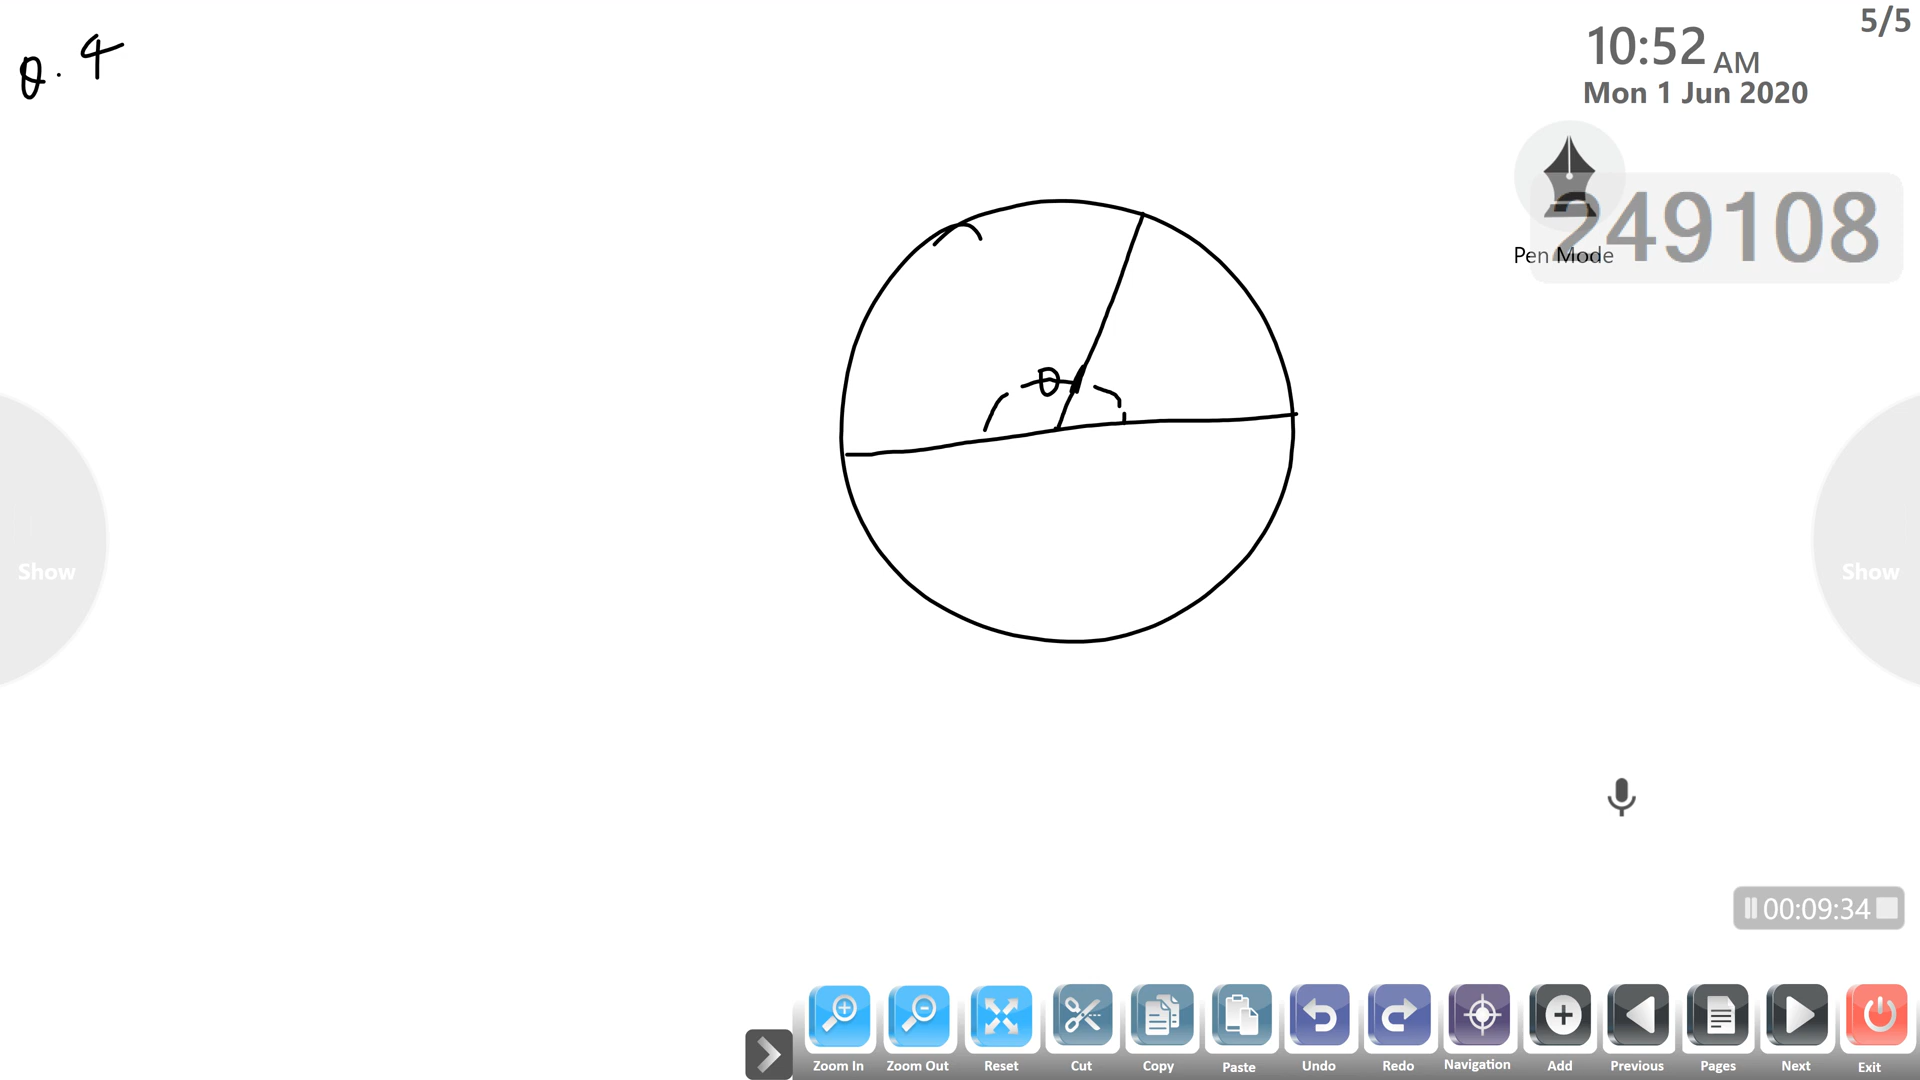 5/5
Q. 4
10:52 AM
Mon 1 Jun 2020
249108
Pen Mode
θ
Show
Show
00:09:34
Zoom In Zoom Out Reset Cut Copy Paste Undo Redo Navigation Add Previous Pages Next Exit